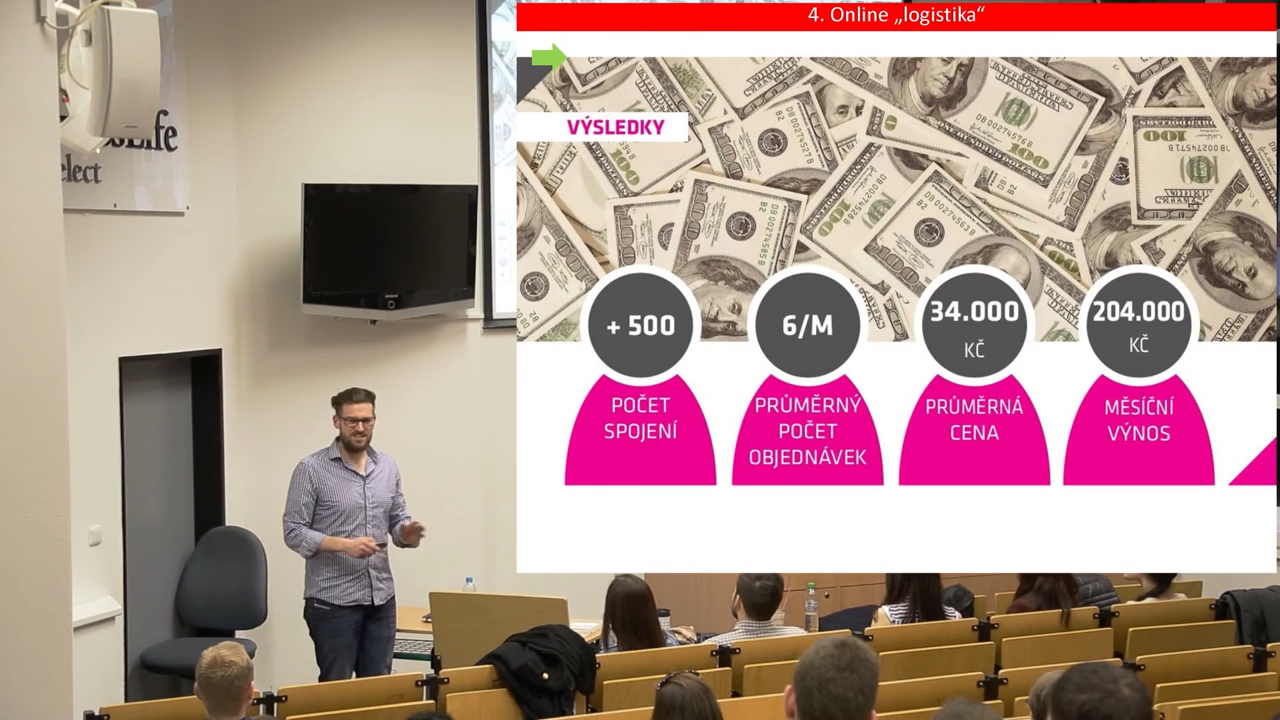 4. Online „logistika“
VÝSLEDKY
+ 500
POČET
SPOJENÍ
6/M
PRŮMĚRNÝ
POČET
OBJEDNÁVEK
34.000
KČ
PRŮMĚRNÁ
CENA
204.000
KČ
MĚSÍČNÍ
VÝNOS
elect